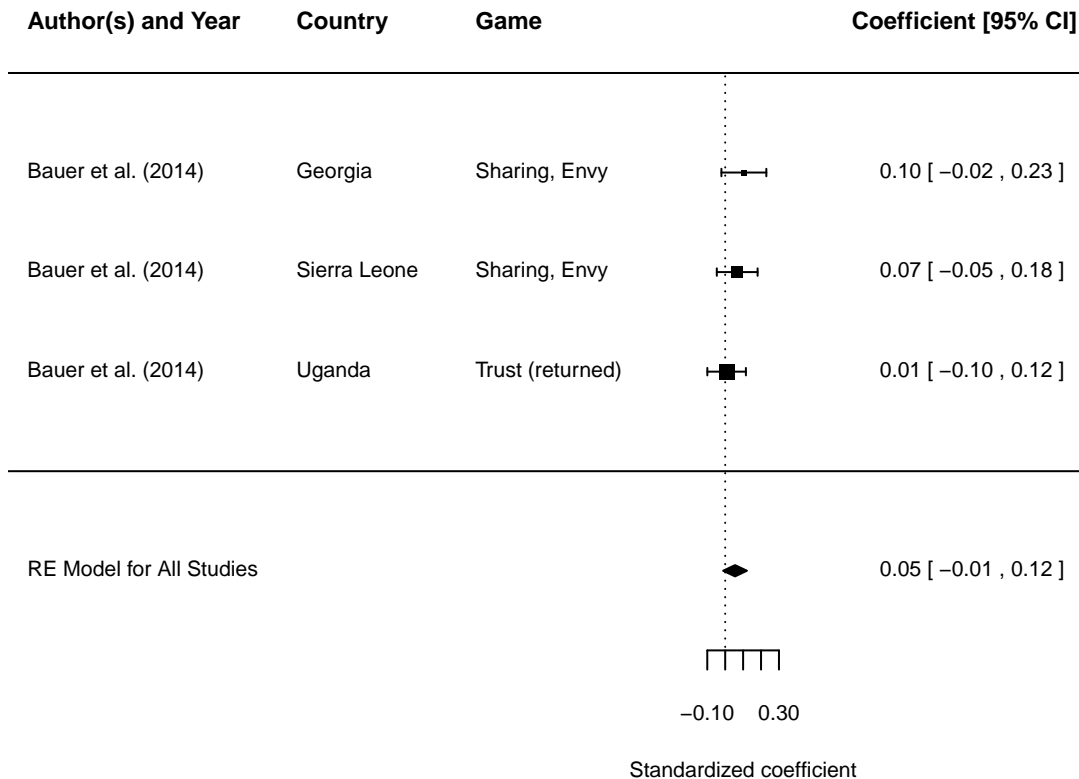 Author(s) and Year Country Game Coefficient [95% CI]
Bauer et al. (2014) Georgia Sharing, Envy 0.10 [ −0.02 , 0.23 ]
Bauer et al. (2014) Sierra Leone Sharing, Envy 0.07 [ −0.05 , 0.18 ]
Bauer et al. (2014) Uganda Trust (returned) 0.01 [ −0.10 , 0.12 ]
RE Model for All Studies 0.05 [ −0.01 , 0.12 ]
−0.10 0.30
Standardized coefficient